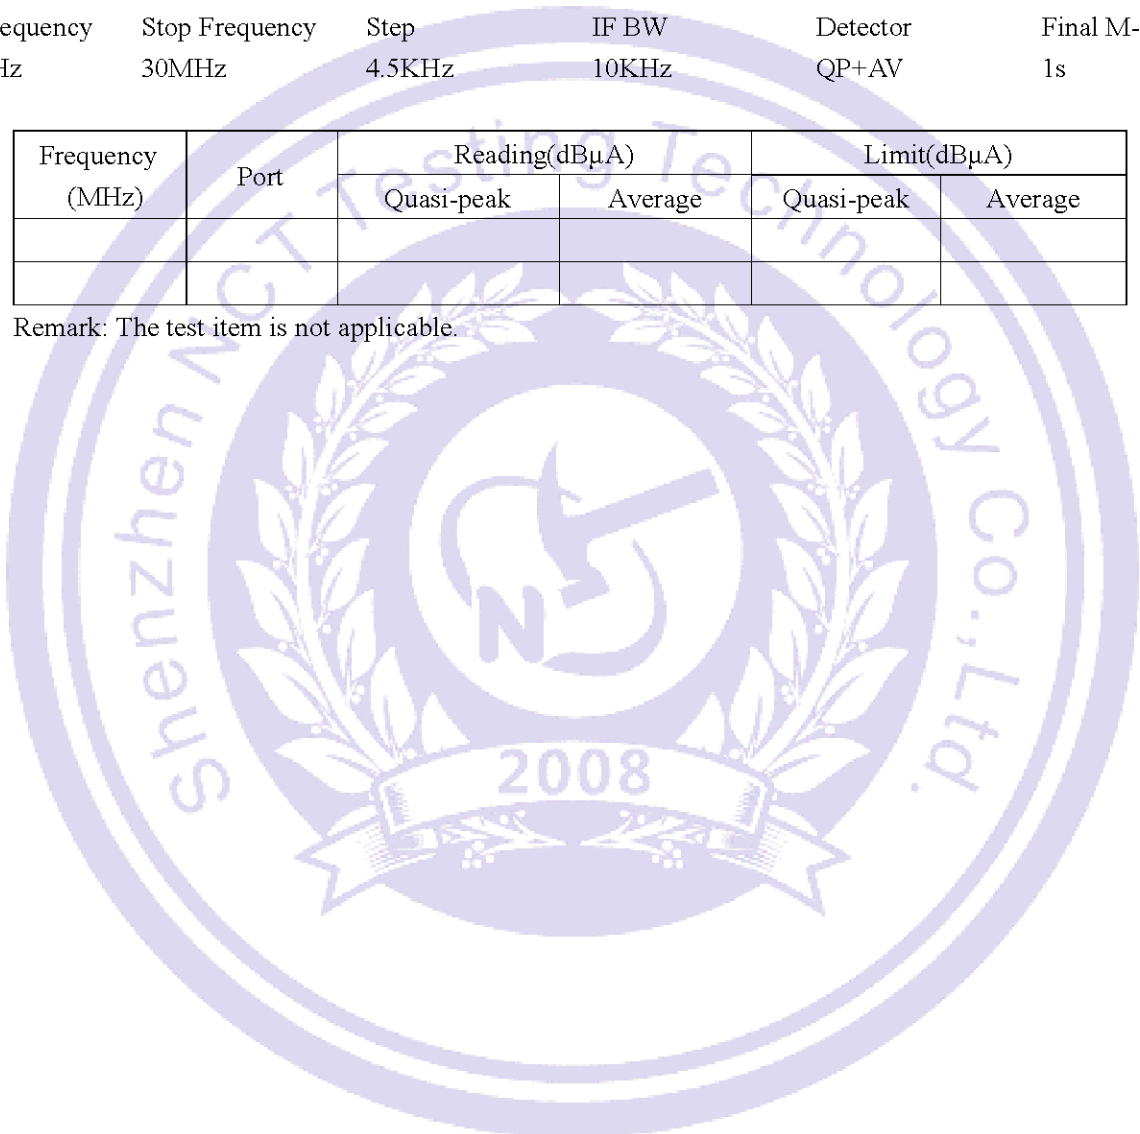 equency Stop Frequency Step IF BW Detector Final M-
Hz 30MHz 4.5KHz 10KHz QP+AV 1s
Frequency (MHz) Port Reading(dBµA) Limit(dBµA)
Quasi-peak Average Quasi-peak Average
Remark: The test item is not applicable.
Shenzhen NCT Testing Technology Co.,Ltd.
N
2008